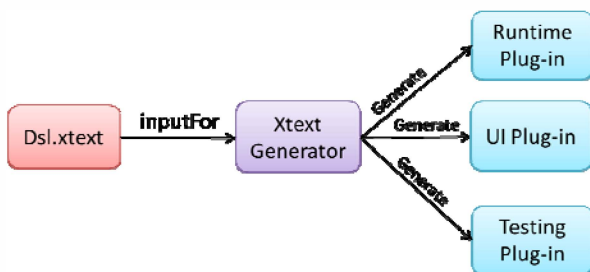 Dsl.xtext
inputFor
Xtext
Generator
Generate
Runtime
Plug-in
Generate
UI Plug-in
Generate
Testing
Plug-in